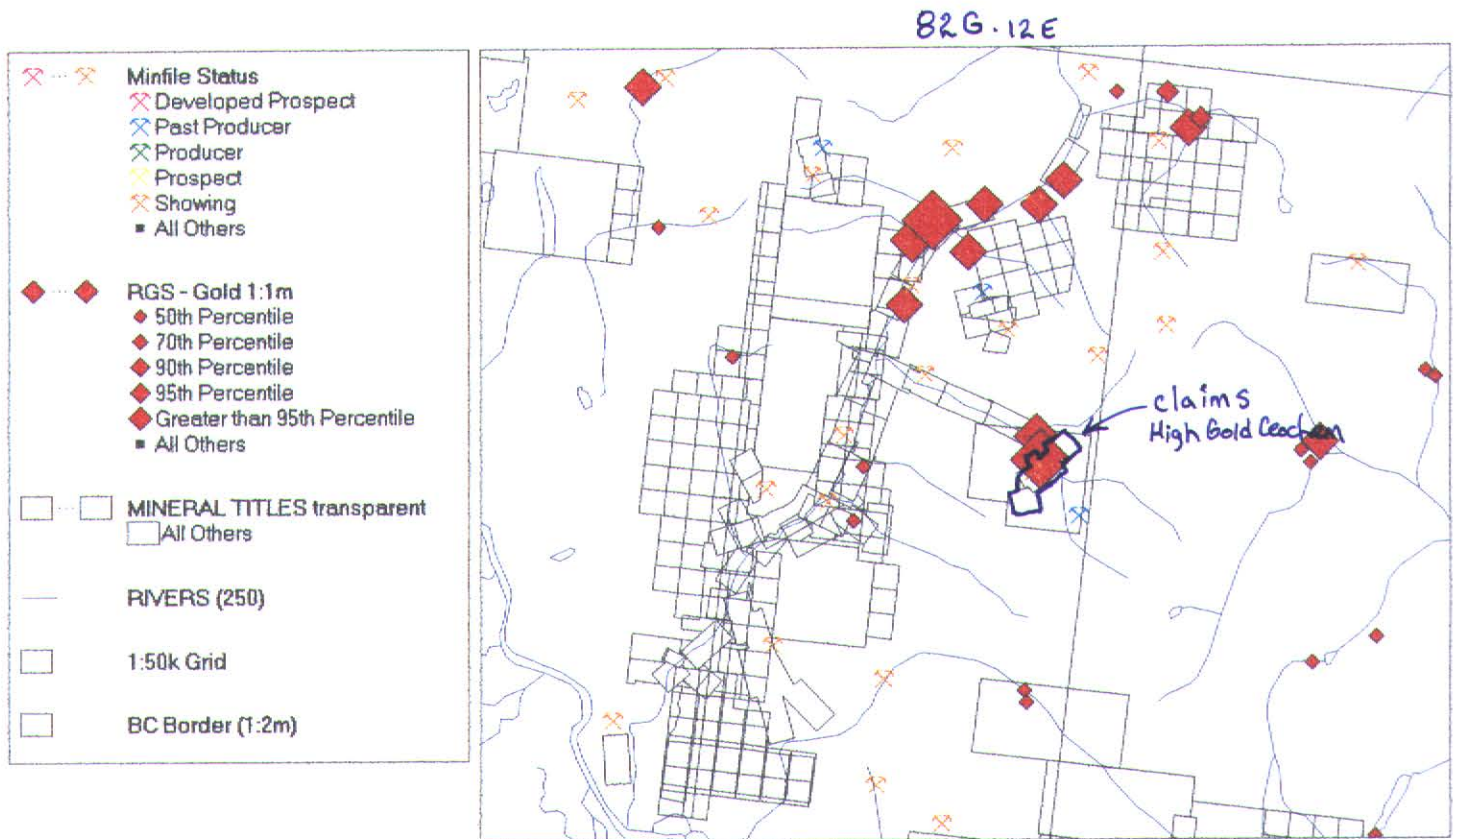 82G.12E
Minfile Status
Developed Prospect
Past Producer
Producer
Prospect
Showing
All Others
RGS - Gold 1:1m
50th Percentile
70th Percentile
90th Percentile
95th Percentile
Greater than 95th Percentile
All Others
MINERAL TITLES transparent
All Others
RIVERS (250)
1:50k Grid
BC Border (1:2m)
claims
High Gold Geochem